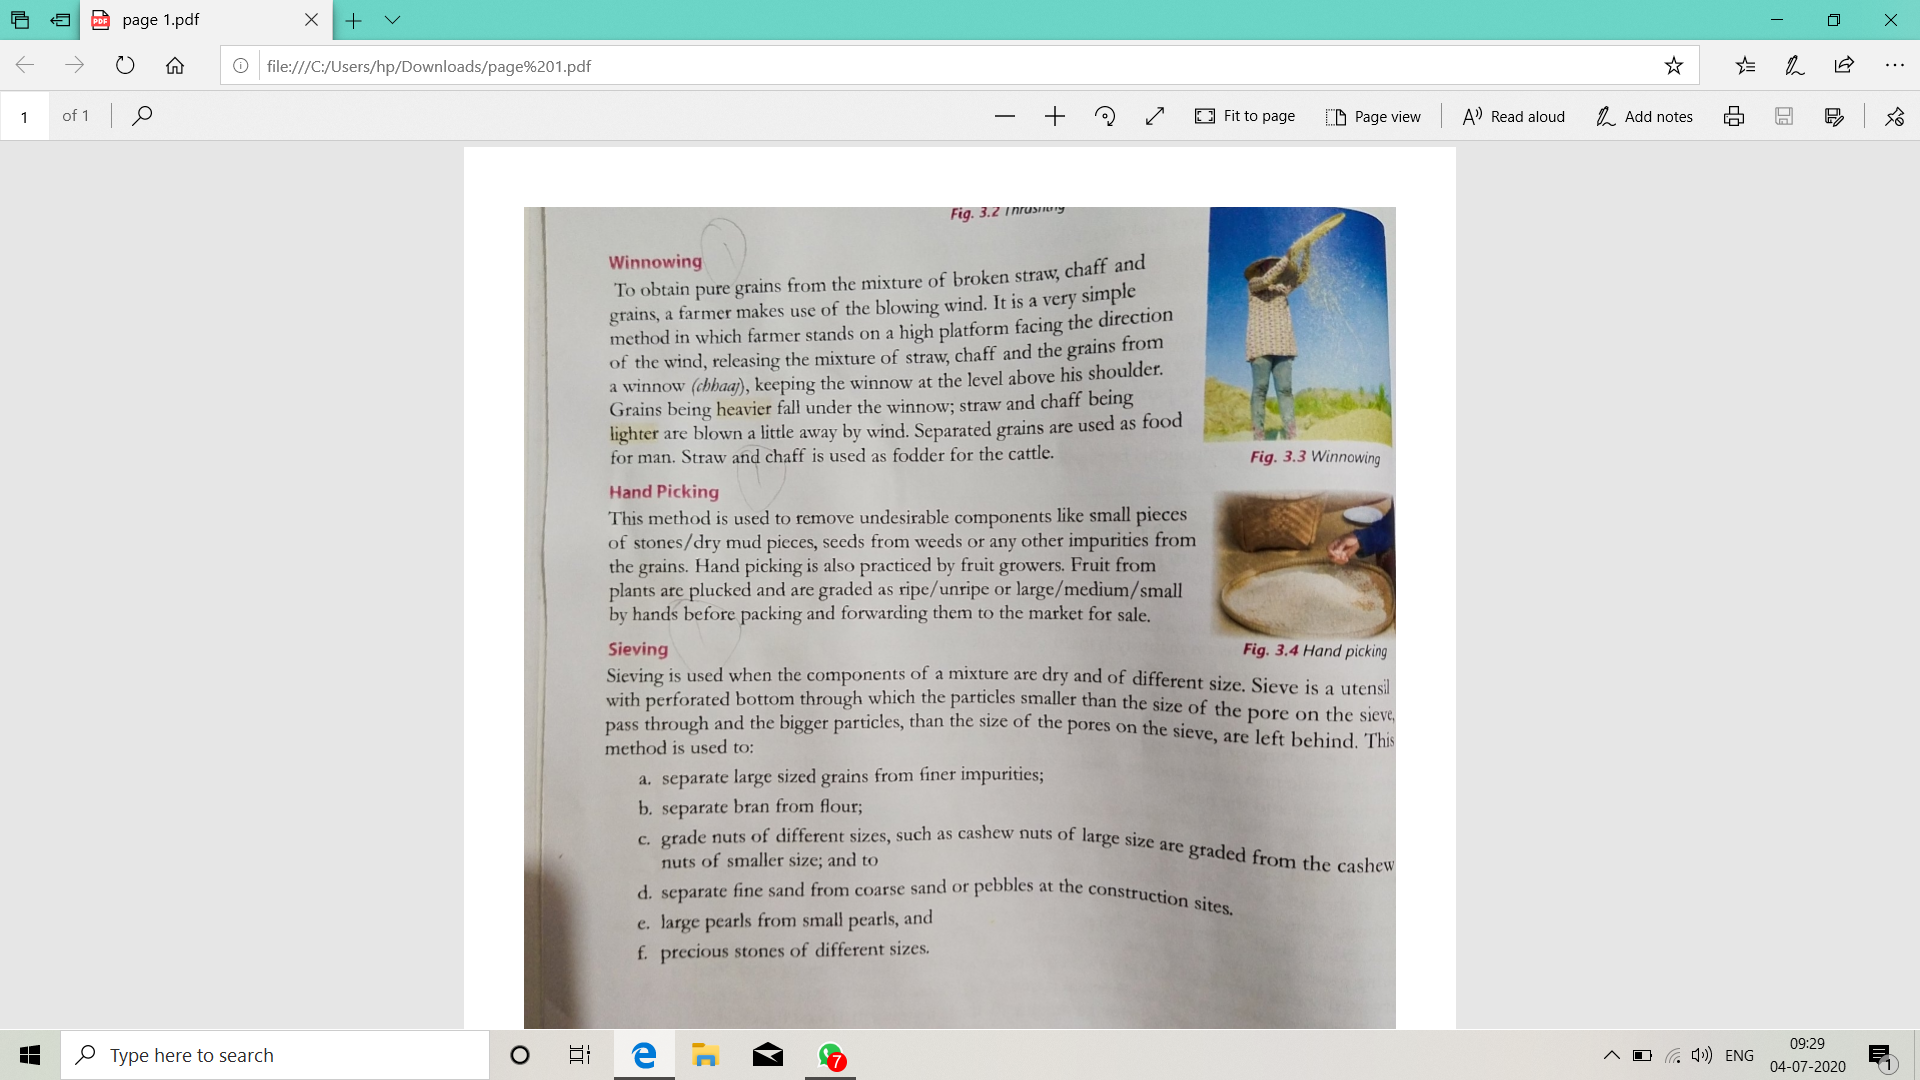 page 1.pdf
file:///C:/Users/hp/Downloads/page%201.pdf
1 of 1
Fit to page
Page view
Read aloud
Add notes
Fig. 3.2 Thrashing
Winnowing
To obtain pure grains from the mixture of broken straw, chaff and
grains, a farmer makes use of the blowing wind. It is a very simple
method in which farmer stands on a high platform facing the direction
of the wind, releasing the mixture of straw, chaff and the grains from
a winnow (chhaaj), keeping the winnow at the level above his shoulder.
Grains being heavier fall under the winnow; straw and chaff being
lighter are blown a little away by wind. Separated grains are used as food
for man. Straw and chaff is used as fodder for the cattle.
Fig. 3.3 Winnowing
Hand Picking
This method is used to remove undesirable components like small pieces
of stones/dry mud pieces, seeds from weeds or any other impurities from
the grains. Hand picking is also practiced by fruit growers. Fruit from
plants are plucked and are graded as ripe/unripe or large/medium/small
by hands before packing and forwarding them to the market for sale.
Fig. 3.4 Hand picking
Sieving
Sieving is used when the components of a mixture are dry and of different size. Sieve is a utensil
with perforated bottom through which the particles smaller than the size of the pore on the sieve,
pass through and the bigger particles, than the size of the pores on the sieve, are left behind. This
method is used to:
a. separate large sized grains from finer impurities;
b. separate bran from flour;
c. grade nuts of different sizes, such as cashew nuts of large size are graded from the cashew
nuts of smaller size; and to
d. separate fine sand from coarse sand or pebbles at the construction sites.
e. large pearls from small pearls, and
f. precious stones of different sizes.
Type here to search
7
ENG
09:29
04-07-2020
1